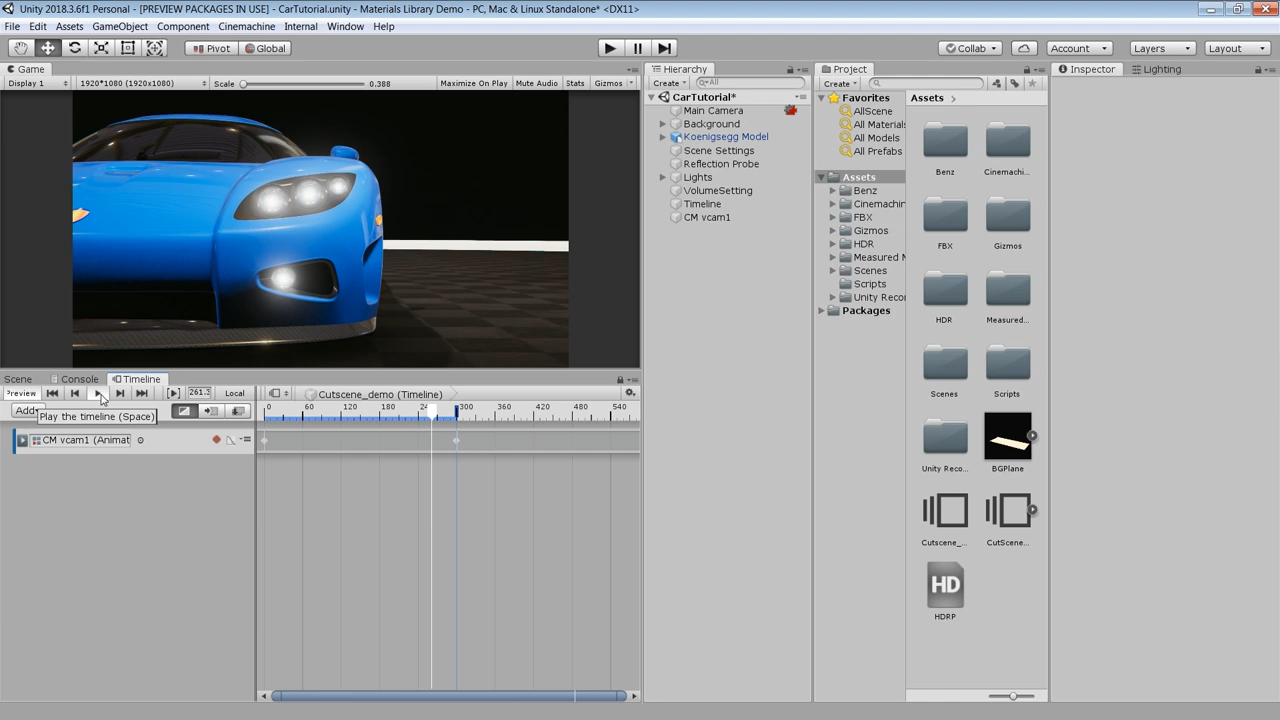 Unity 2018.3.6f1 Personal - [PREVIEW PACKAGES IN USE] - CarTutorial.unity - Materials Library Demo - PC, Mac & Linux Standalone* <DX11>
File Edit Assets GameObject Component Cinemachine Internal Window Help
Pivot Global Collab Account Layers Layout
Game
Display 1 1920*1080 (1920x1080) Scale 0.388 Maximize On Play Mute Audio Stats Gizmos
Scene Console Timeline
Preview Local Cutscene_demo (Timeline)
Add
0 60 120 180 300 360 420 480 540
Play the timeline (Space)
CM vcam1 (Animat
Hierarchy
Create All
CarTutorial*
Main Camera
Background
Koenigsegg Model
Scene Settings
Reflection Probe
Lights
VolumeSetting
Timeline
CM vcam1
Project
Create
Favorites
AllScene
All Materials
All Models
All Prefabs
Assets
Benz
Cinemachin
FBX
Gizmos
HDR
Measured M
Scenes
Scripts
Unity Recor
Packages
Assets
Benz Cinemachi...
FBX Gizmos
HDR Measured...
Scenes Scripts
Unity Reco... BGPlane
Cutscene_... CutScene...
HD
HDRP
Inspector Lighting